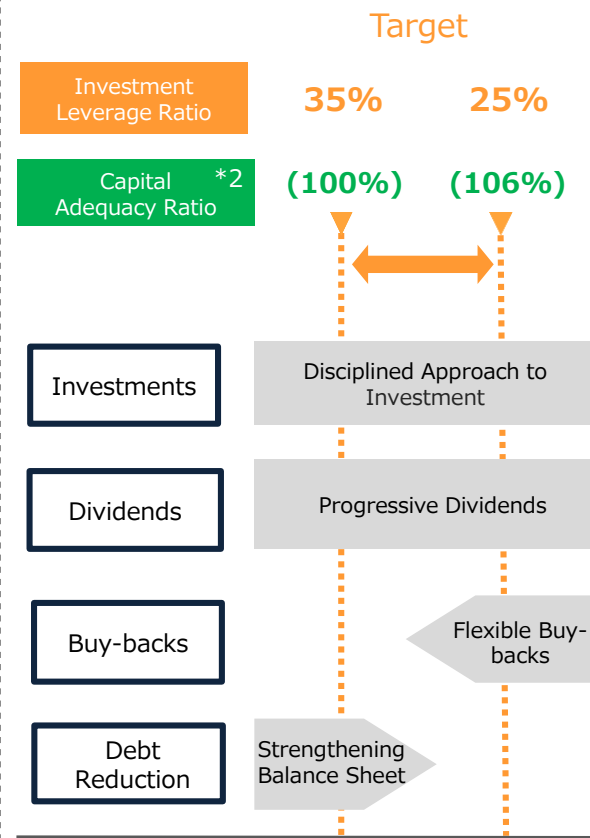 Target
Investment
Leverage Ratio
35%
25%
Capital *2
Adequacy Ratio
(100%)
(106%)
Investments
Disciplined Approach to
Investment
Dividends
Progressive Dividends
Buy-backs
Flexible Buy-
backs
Debt
Reduction
Strengthening
Balance Sheet